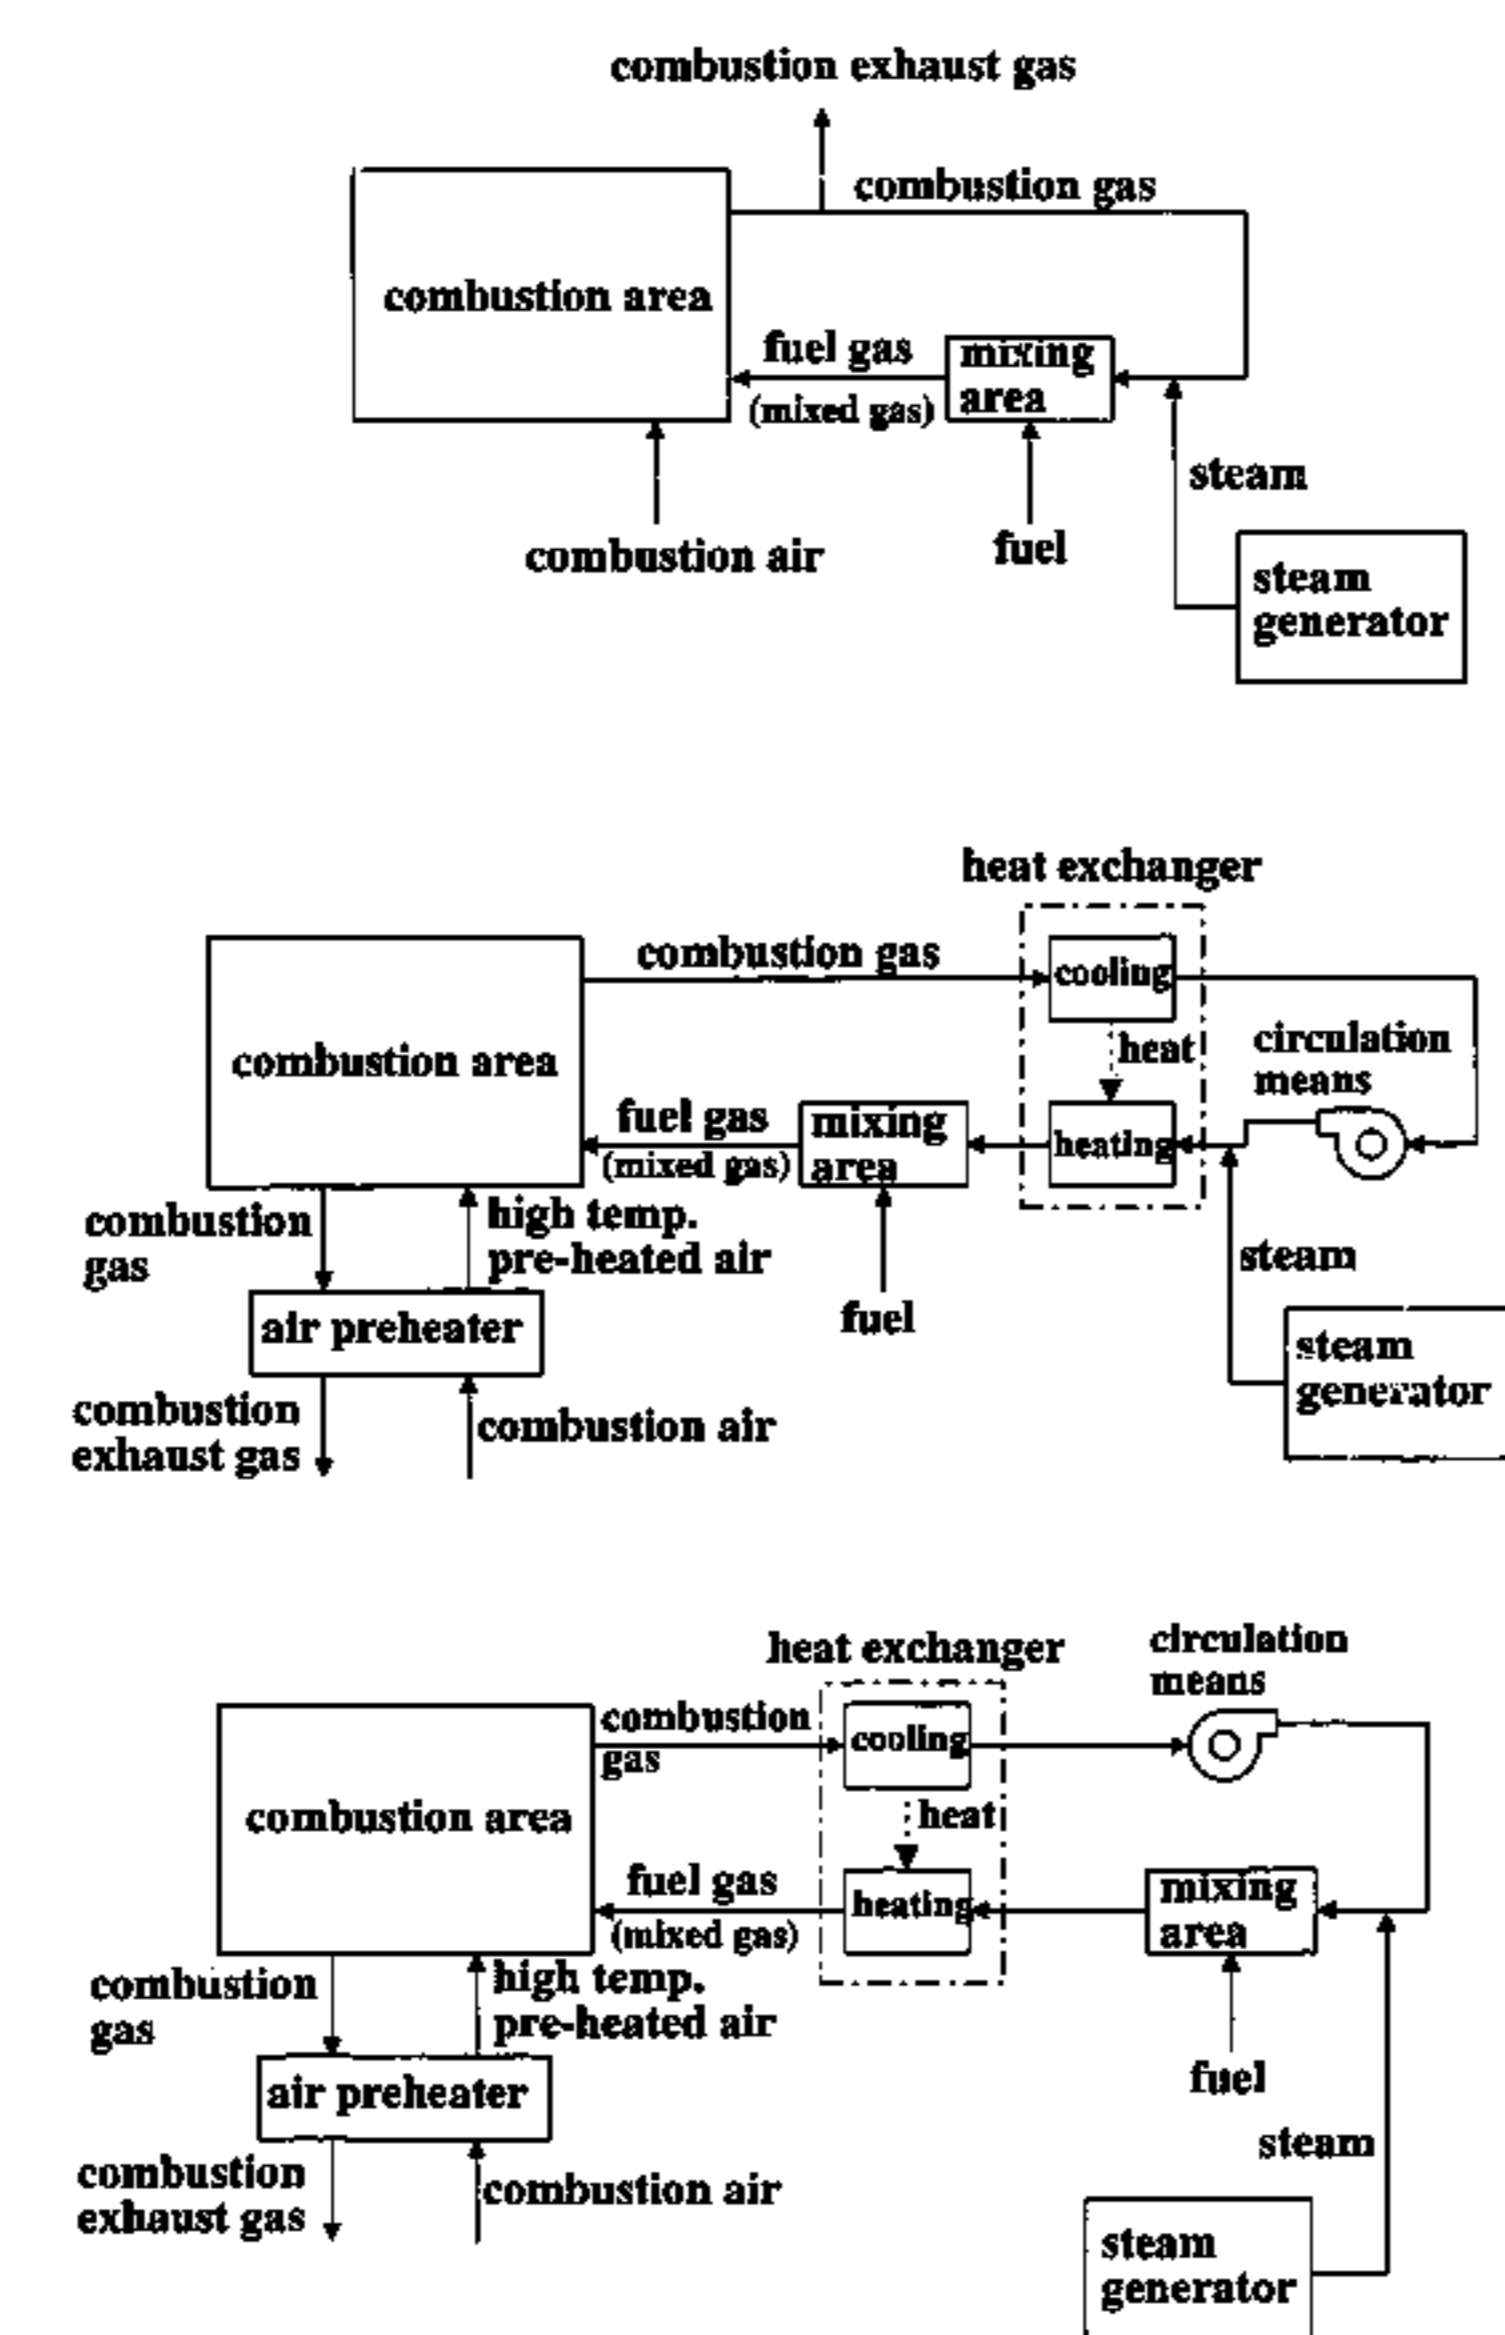 combustion exhaust gas
combustion gas
combustion area
fuel gas
mixing
area
(mixed gas)
steam
combustion air
fuel
steam
generator
heat exchanger
combustion gas
cooling
circulation
means
heat
combustion area
fuel gas
mixing
area
heating
(mixed gas)
combustion
gas
high temp.
pre-heated air
steam
fuel
air preheater
steam
generator
combustion
exhaust gas
combustion air
circulation
means
heat exchanger
combustion
gas
cooling
combustion area
heat
fuel gas
mixing
area
heating
(mixed gas)
combustion
gas
high temp.
pre-heated air
fuel
air preheater
steam
combustion
exhaust gas
combustion air
steam
generator